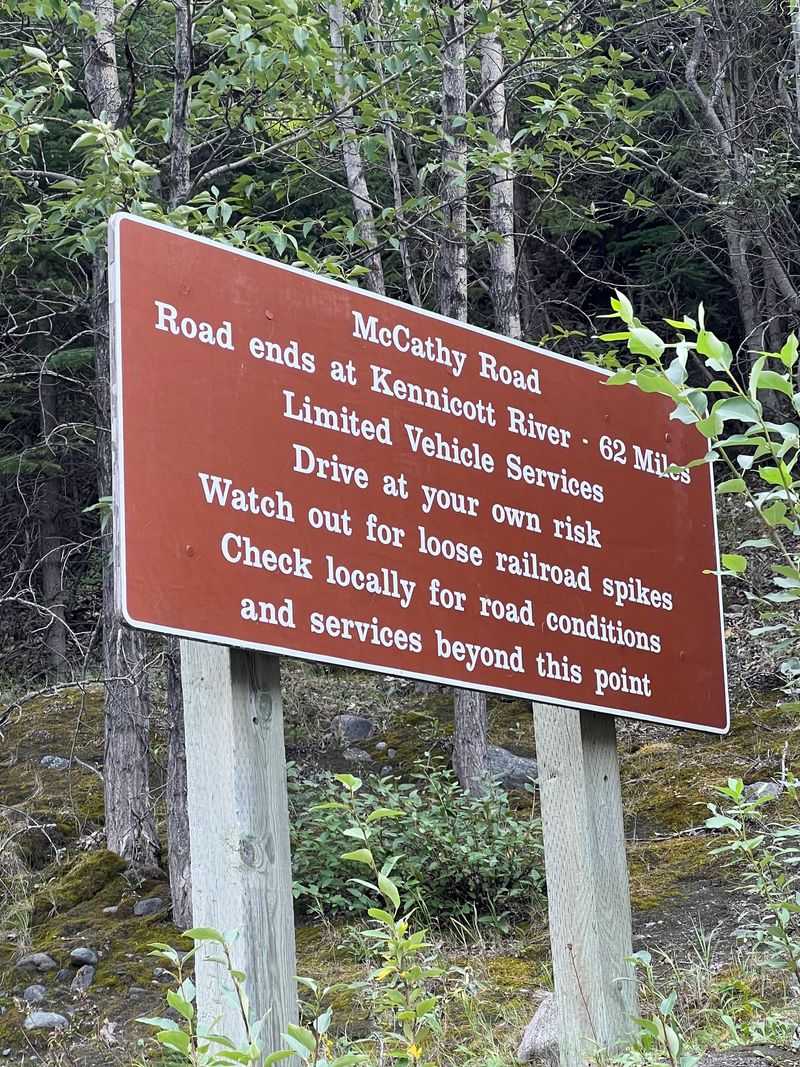 McCathy Road
Road ends at Kennicott River - 62 Miles
Limited Vehicle Services
Drive at your own risk
Watch out for loose railroad spikes
Check locally for road conditions
and services beyond this point